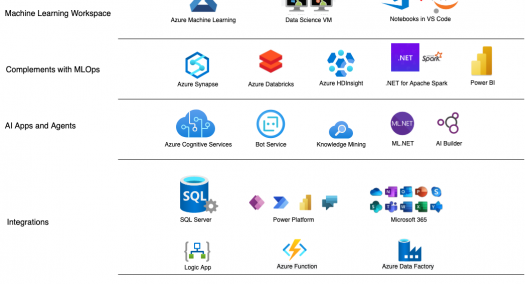 Machine Learning Workspace
Azure Machine Learning
Data Science VM
Notebooks in VS Code
Complements with MLOps
.NET
Spark
Azure Synapse
Azure Databricks
Azure HDInsight
.NET for Apache Spark
Power BI
AI Apps and Agents
ML.NET
Azure Cognitive Services
Bot Service
Knowledge Mining
ML.NET
AI Builder
Integrations
SQL
SQL Server
Power Platform
Microsoft 365
Logic App
Azure Function
Azure Data Factory